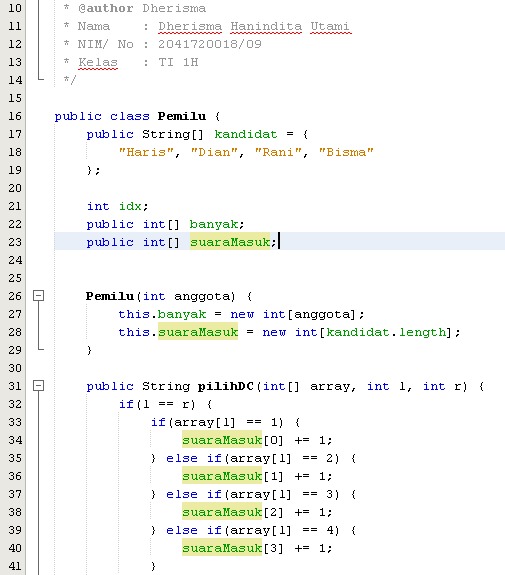 10 * @author Dherisma
11 * Nama : Dherisma Hanindita Utami
12 * NIM/ No : 2041720018/09
13 * Kelas : TI 1H
14 */
15
16 public class Pemilu {
17 public String[] kandidat = {
18 "Haris", "Dian", "Rani", "Bisma"
19 };
20
21 int idx;
22 public int[] banyak;
23 public int[] suaraMasuk;
24
25
26 Pemilu(int anggota) {
27 this.banyak = new int[anggota];
28 this.suaraMasuk = new int[kandidat.length];
29 }
30
31 public String pilihDC(int[] array, int l, int r) {
32 if(l == r) {
33 if(array[l] == 1) {
34 suaraMasuk[0] += 1;
35 } else if(array[l] == 2) {
36 suaraMasuk[1] += 1;
37 } else if(array[l] == 3) {
38 suaraMasuk[2] += 1;
39 } else if(array[l] == 4) {
40 suaraMasuk[3] += 1;
41 }